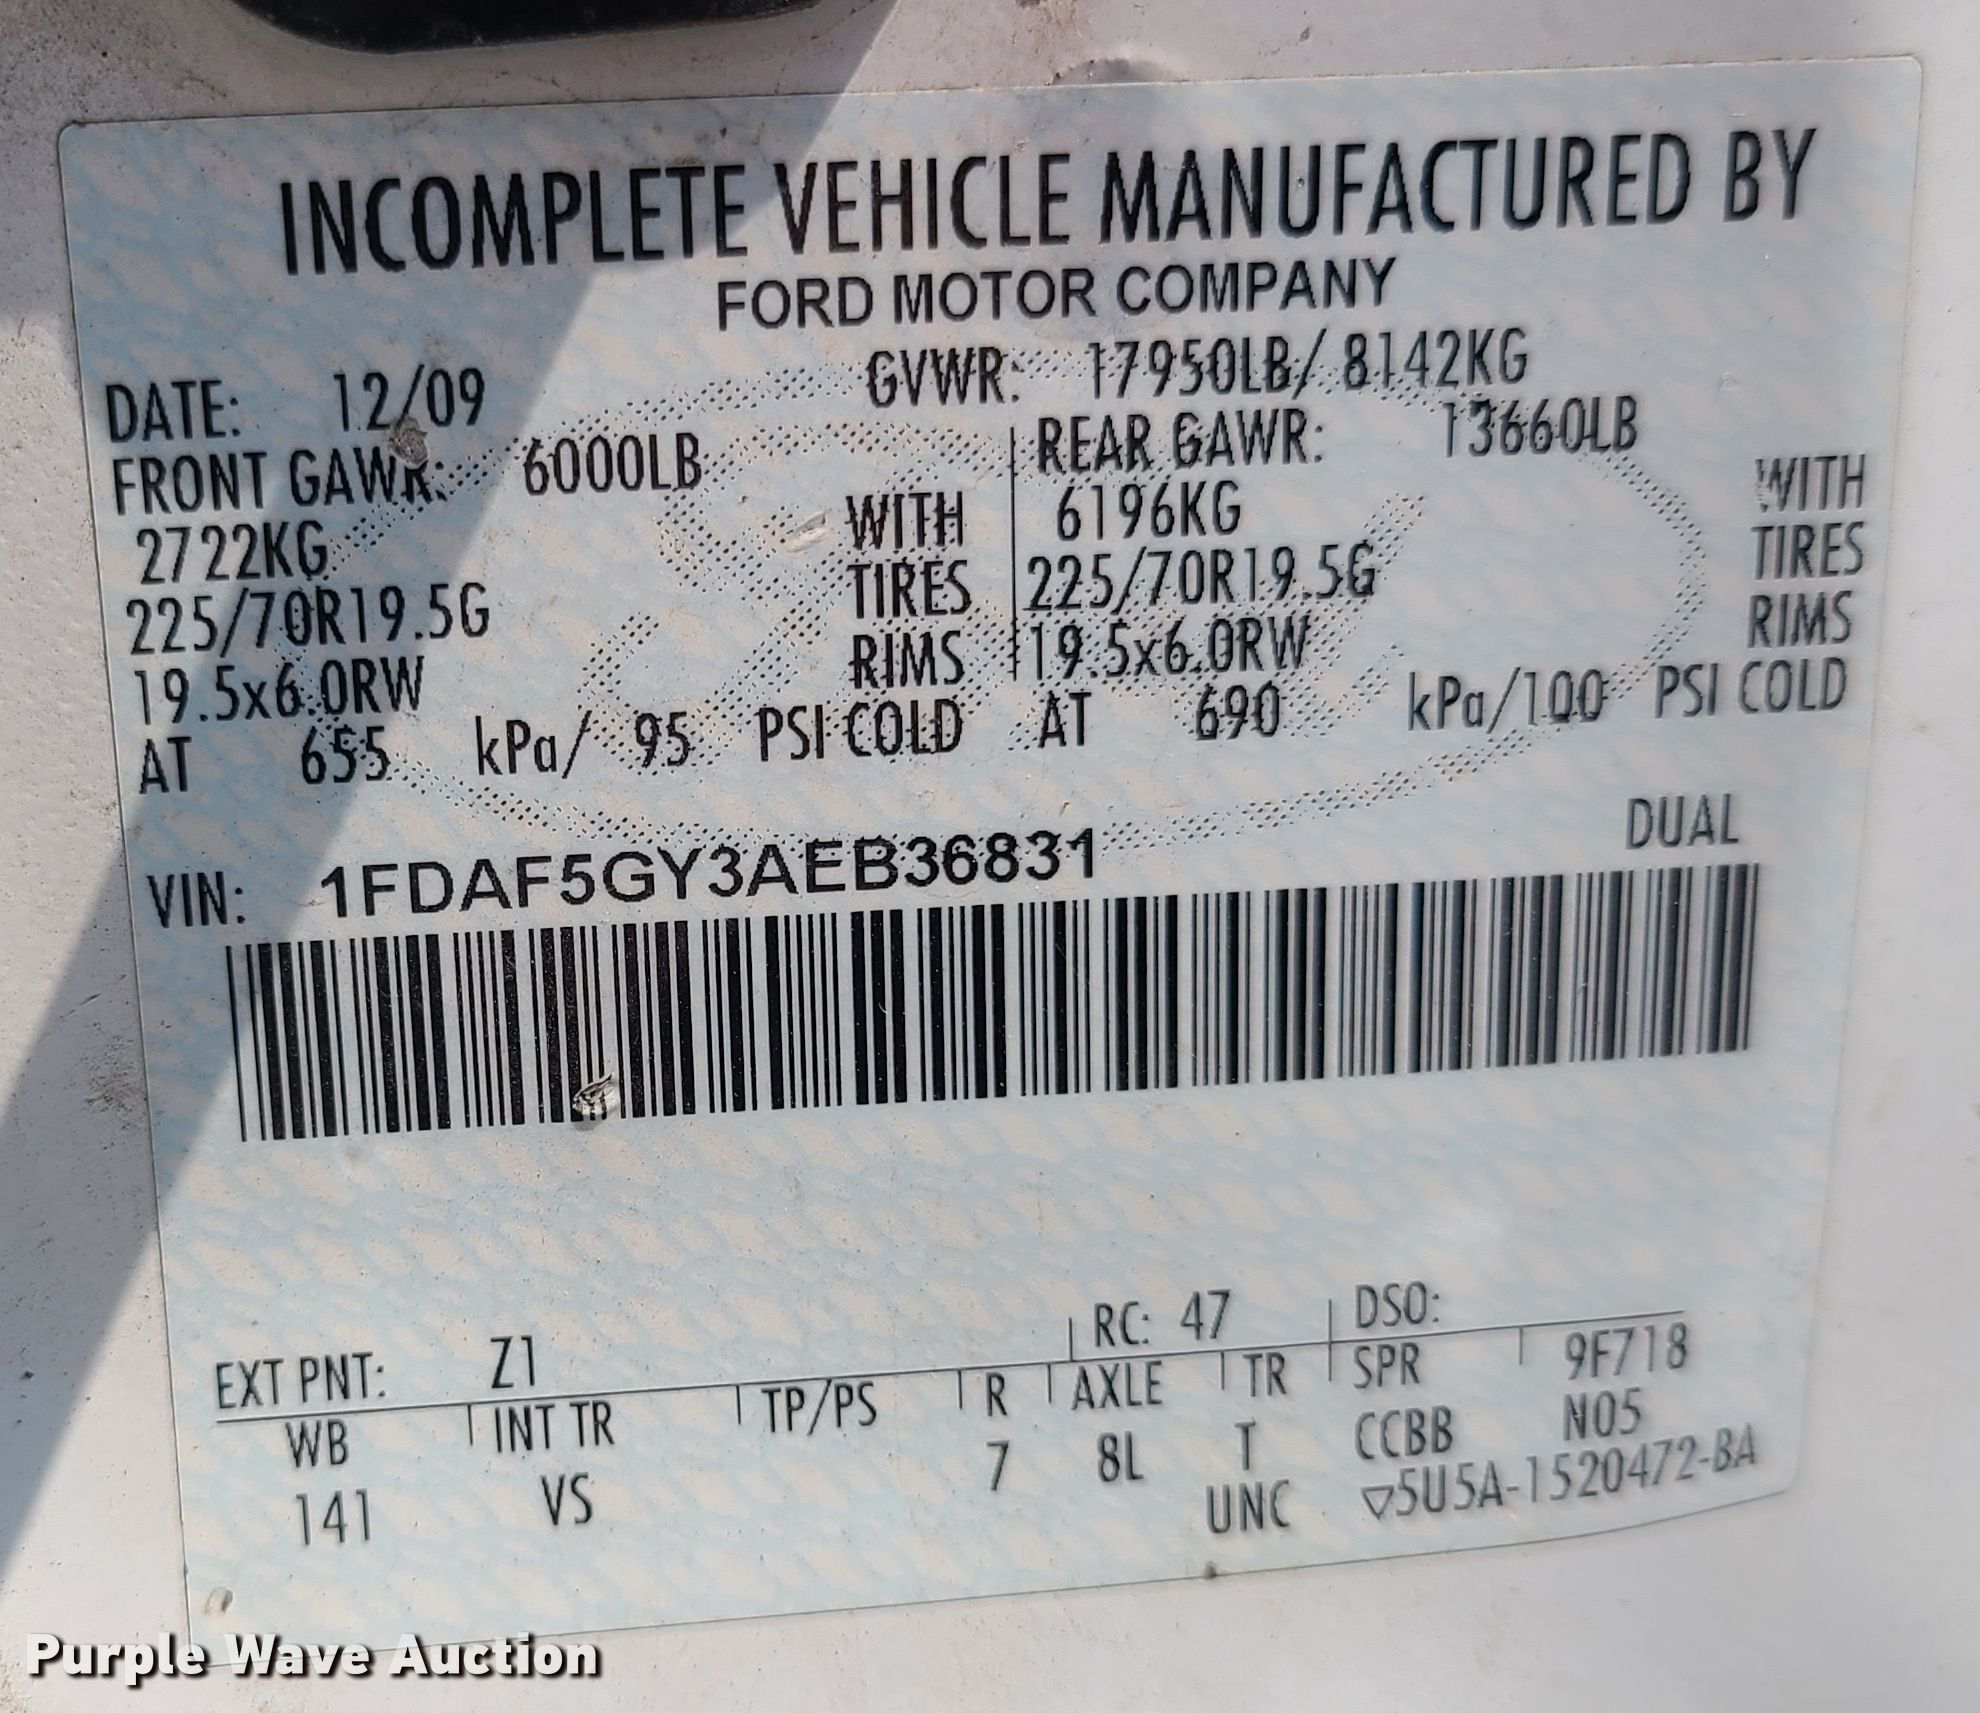 INCOMPLETE VEHICLE MANUFACTURED BY
FORD MOTOR COMPANY
DATE: 12/09 GVWR: 17950LB/ 8142KG
FRONT GAWR: 6000LB REAR GAWR: 13660LB
2722KG WITH 6196KG WITH
225/70R19.5G TIRES 225/70R19.5G TIRES
19.5x6.0RW RIMS 19.5x6.0RW RIMS
AT 655 kPa/ 95 PSI COLD AT 690 kPa/100 PSI COLD
VIN: 1FDAF5GY3AEB36831 DUAL
EXT PNT: Z1 RC: 47 DSO:
WB INT TR TP/PS R AXLE TR SPR 9F718
141 VS 7 8L T CCBB N05
UNC ▽5U5A-1520472-BA
Purple Wave Auction